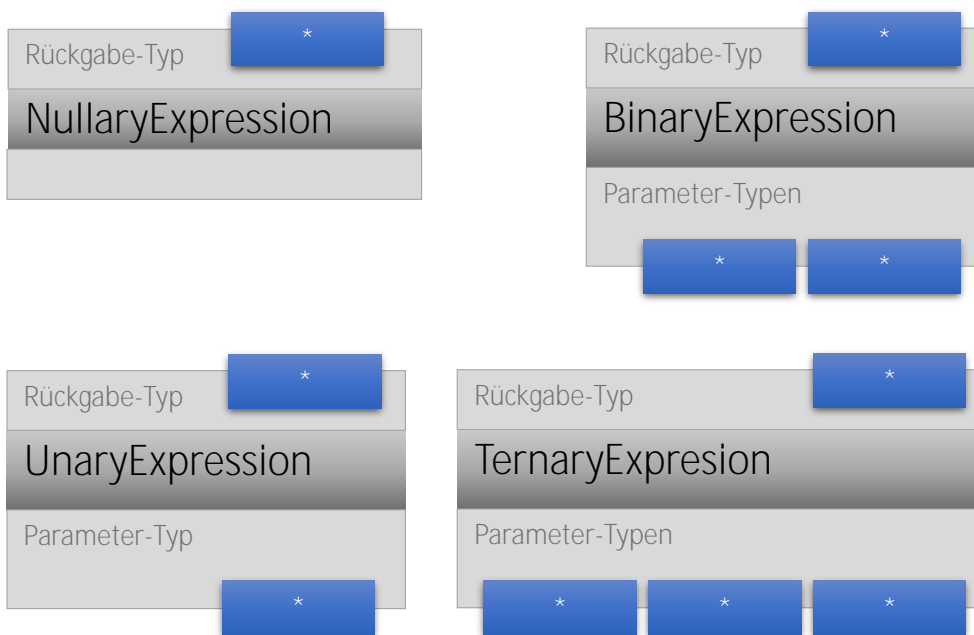 Rückgabe-Typ *
NullaryExpression
Rückgabe-Typ *
BinaryExpression
Parameter-Typen
* *
Rückgabe-Typ *
UnaryExpression
Parameter-Typ
*
Rückgabe-Typ *
TernaryExpresion
Parameter-Typen
* * *